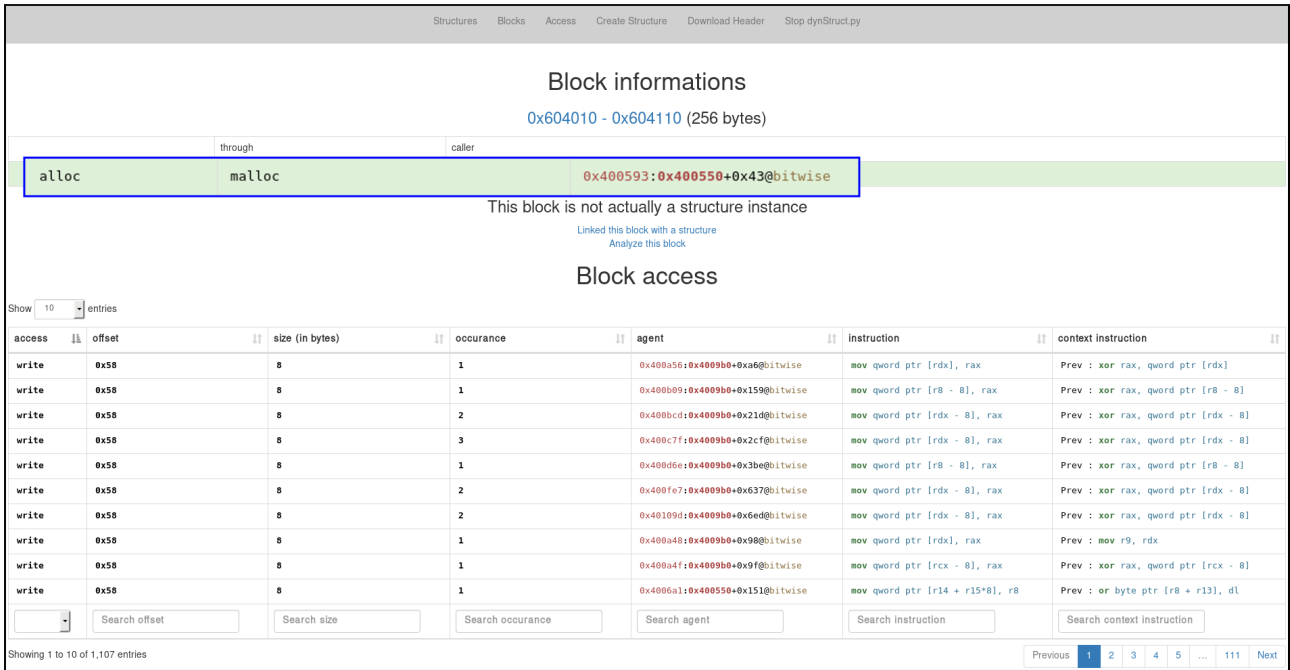 Structures Blocks Access Create Structure Download Header Stop dynStruct.py
Block informations
0x604010 - 0x604110 (256 bytes)
through caller
alloc malloc 0x400593:0x400550+0x43@bitwise
This block is not actually a structure instance
Linked this block with a structure
Analyze this block
Block access
Show 10 entries
access offset size (in bytes) occurance agent instruction context instruction
write 0x58 8 1 0x400a56:0x4009b0+0xa6@bitwise mov qword ptr [rdx], rax Prev : xor rax, qword ptr [rdx]
write 0x58 8 1 0x400b09:0x4009b0+0x159@bitwise mov qword ptr [r8 - 8], rax Prev : xor rax, qword ptr [r8 - 8]
write 0x58 8 2 0x400bcd:0x4009b0+0x21d@bitwise mov qword ptr [rdx - 8], rax Prev : xor rax, qword ptr [rdx - 8]
write 0x58 8 3 0x400c7f:0x4009b0+0x2cf@bitwise mov qword ptr [rdx - 8], rax Prev : xor rax, qword ptr [rdx - 8]
write 0x58 8 1 0x400d6e:0x4009b0+0x3be@bitwise mov qword ptr [r8 - 8], rax Prev : xor rax, qword ptr [r8 - 8]
write 0x58 8 2 0x400fe7:0x4009b0+0x637@bitwise mov qword ptr [rdx - 8], rax Prev : xor rax, qword ptr [rdx - 8]
write 0x58 8 2 0x40109d:0x4009b0+0x6ed@bitwise mov qword ptr [rdx - 8], rax Prev : xor rax, qword ptr [rdx - 8]
write 0x58 8 1 0x400a48:0x4009b0+0x98@bitwise mov qword ptr [rdx], rax Prev : mov r9, rdx
write 0x58 8 1 0x400a4f:0x4009b0+0x9f@bitwise mov qword ptr [rcx - 8], rax Prev : xor rax, qword ptr [rcx - 8]
write 0x58 8 1 0x4006a1:0x400550+0x151@bitwise mov qword ptr [r14 + r15*8], r8 Prev : or byte ptr [r8 + r13], dl
Search offset Search size Search occurance Search agent Search instruction Search context instruction
Showing 1 to 10 of 1,107 entries Previous 1 2 3 4 5 ... 111 Next